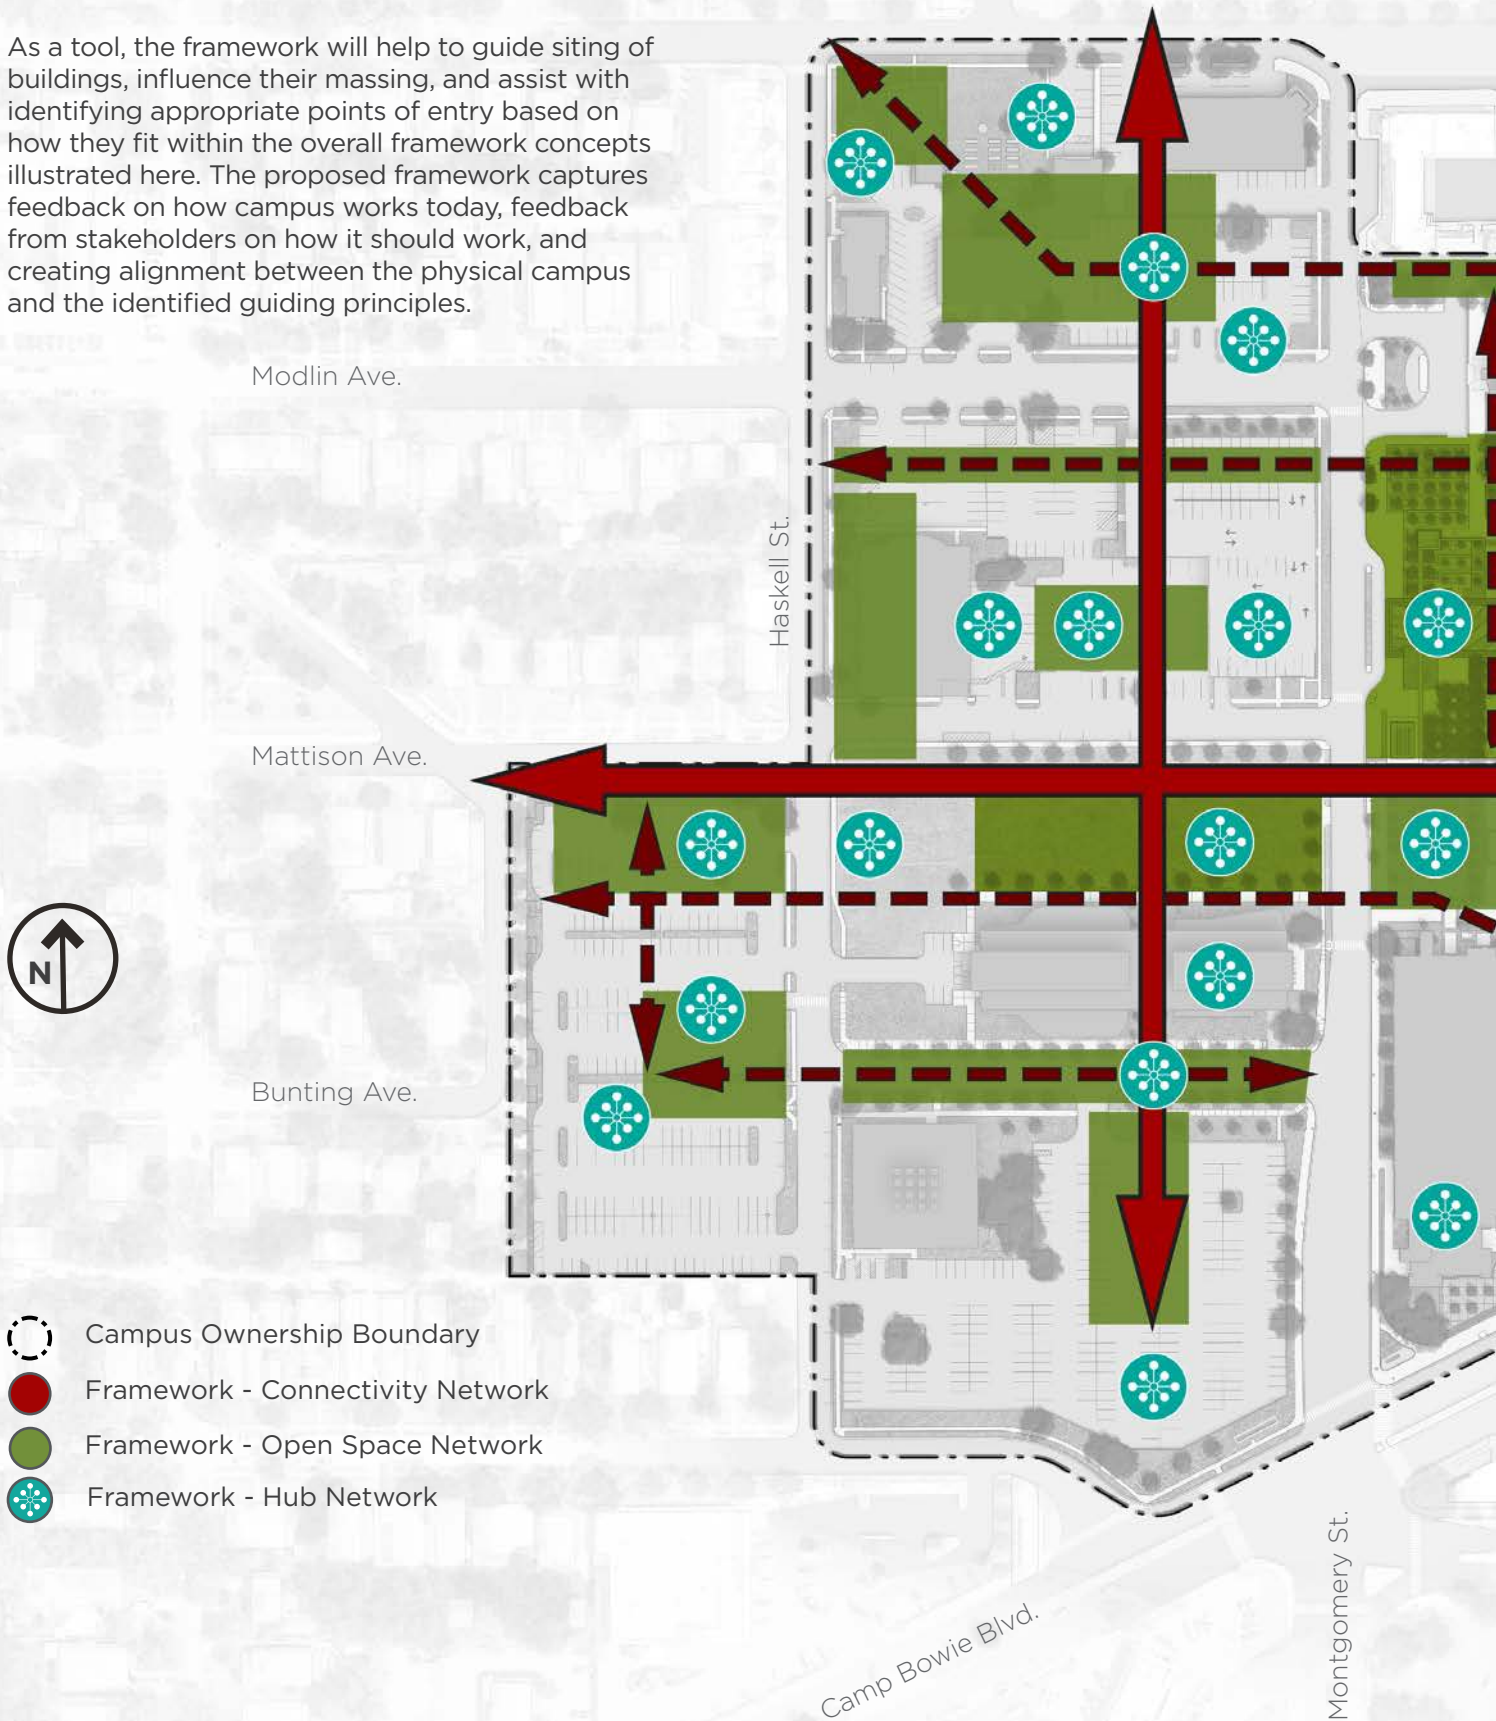 As a tool, the framework will help to guide siting of
buildings, influence their massing, and assist with
identifying appropriate points of entry based on
how they fit within the overall framework concepts
illustrated here. The proposed framework captures
feedback on how campus works today, feedback
from stakeholders on how it should work, and
creating alignment between the physical campus
and the identified guiding principles.
Modlin Ave.
Haskell St.
Mattison Ave.
N
Bunting Ave.
Campus Ownership Boundary
Framework - Connectivity Network
Framework - Open Space Network
Framework - Hub Network
Camp Bowie Blvd.
Montgomery St.